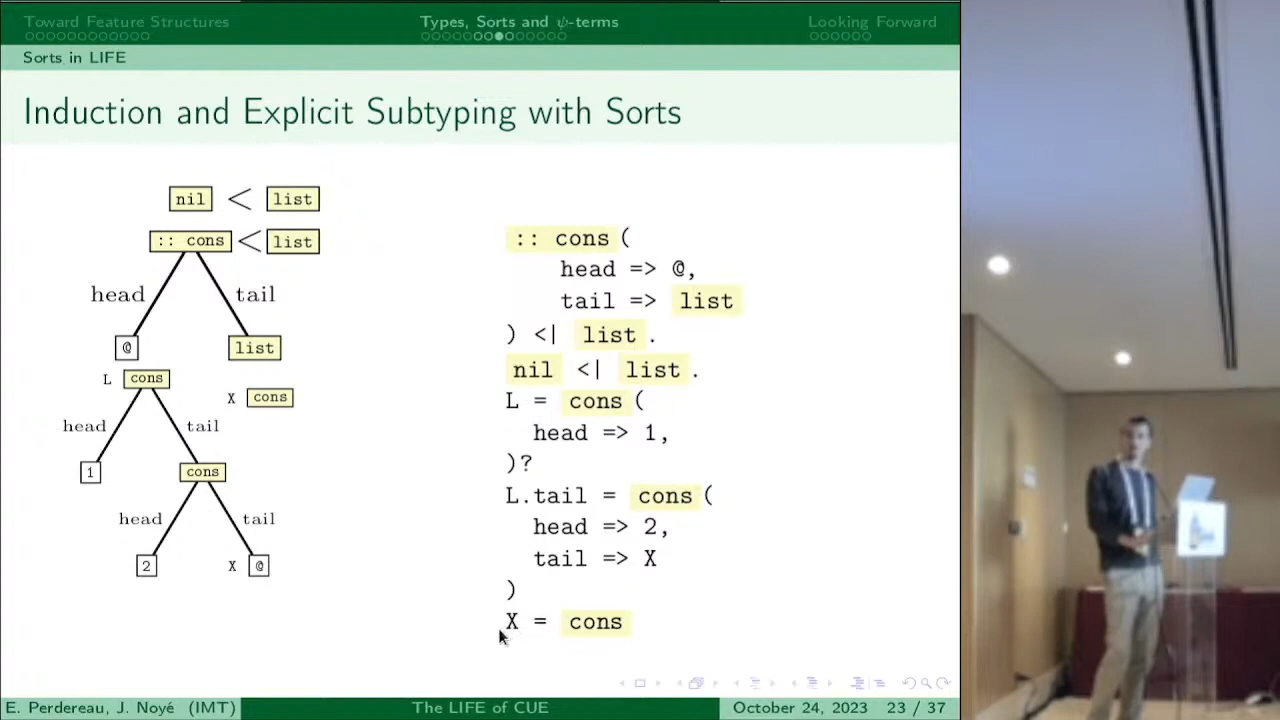 Toward Feature Structures Types, Sorts and ψ-terms Looking Forward
Sorts in LIFE
Induction and Explicit Subtyping with Sorts
nil < list
:: cons < list
head tail
@ list
L cons X cons
head tail
1 cons
head tail
2 X @
:: cons (
head => @,
tail => list
) <| list .
nil <| list .
L = cons (
head => 1,
)?
L.tail = cons (
head => 2,
tail => X
)
X = cons
E. Perdereau, J. Noyé (IMT) The LIFE of CUE October 24, 2023 23 / 37